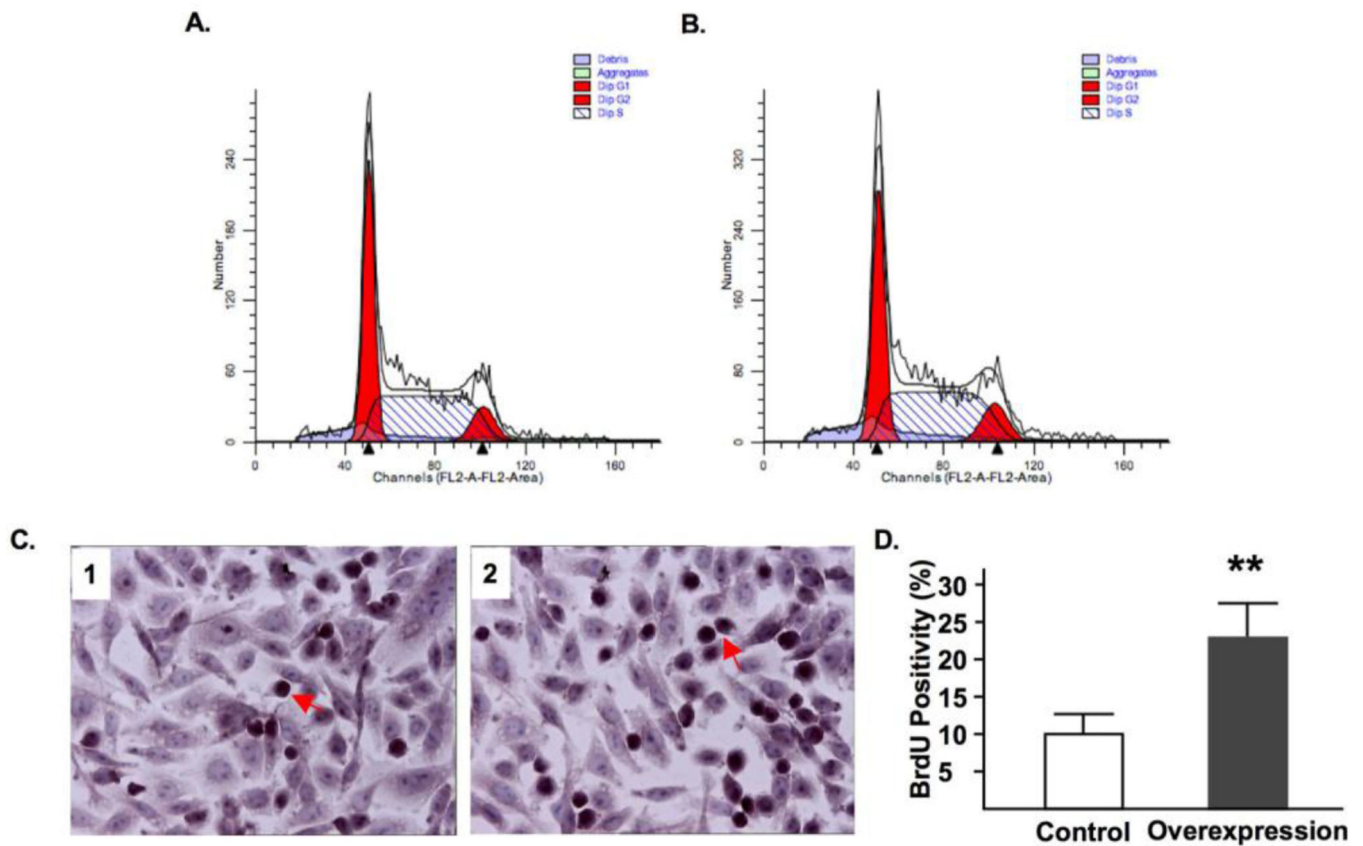 A.
B.
Debris
Aggregates
Dip G1
Dip G2
Dip S
Debris
Aggregates
Dip G1
Dip G2
Dip S
Number
240
180
120
60
0
0
40
80
120
160
Channels (FL2-A-FL2-Area)
Number
320
240
160
80
0
0
40
80
120
160
Channels (FL2-A-FL2-Area)
C.
1
2
D.
BrdU Positivity (%)
30
25
20
15
10
5
**
Control
Overexpression